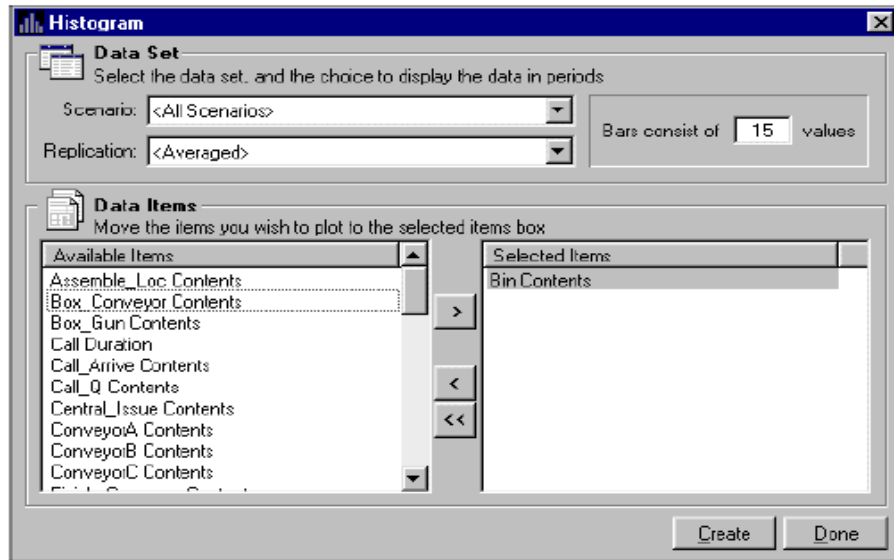 Histogram
Data Set
Select the data set, and the choice to display the data in periods
Scenario: <All Scenarios>
Replication: <Averaged>
Bars consist of 15 values
Data Items
Move the items you wish to plot to the selected items box
Available Items
Assemble_Loc Contents
Box_Conveyor Contents
Box_Gun Contents
Call Duration
Call_Arrive Contents
Call_Q Contents
Central_Issue Contents
ConveyorA Contents
ConveyorB Contents
ConveyorC Contents
>
<
<<
Selected Items
Bin Contents
Create
Done